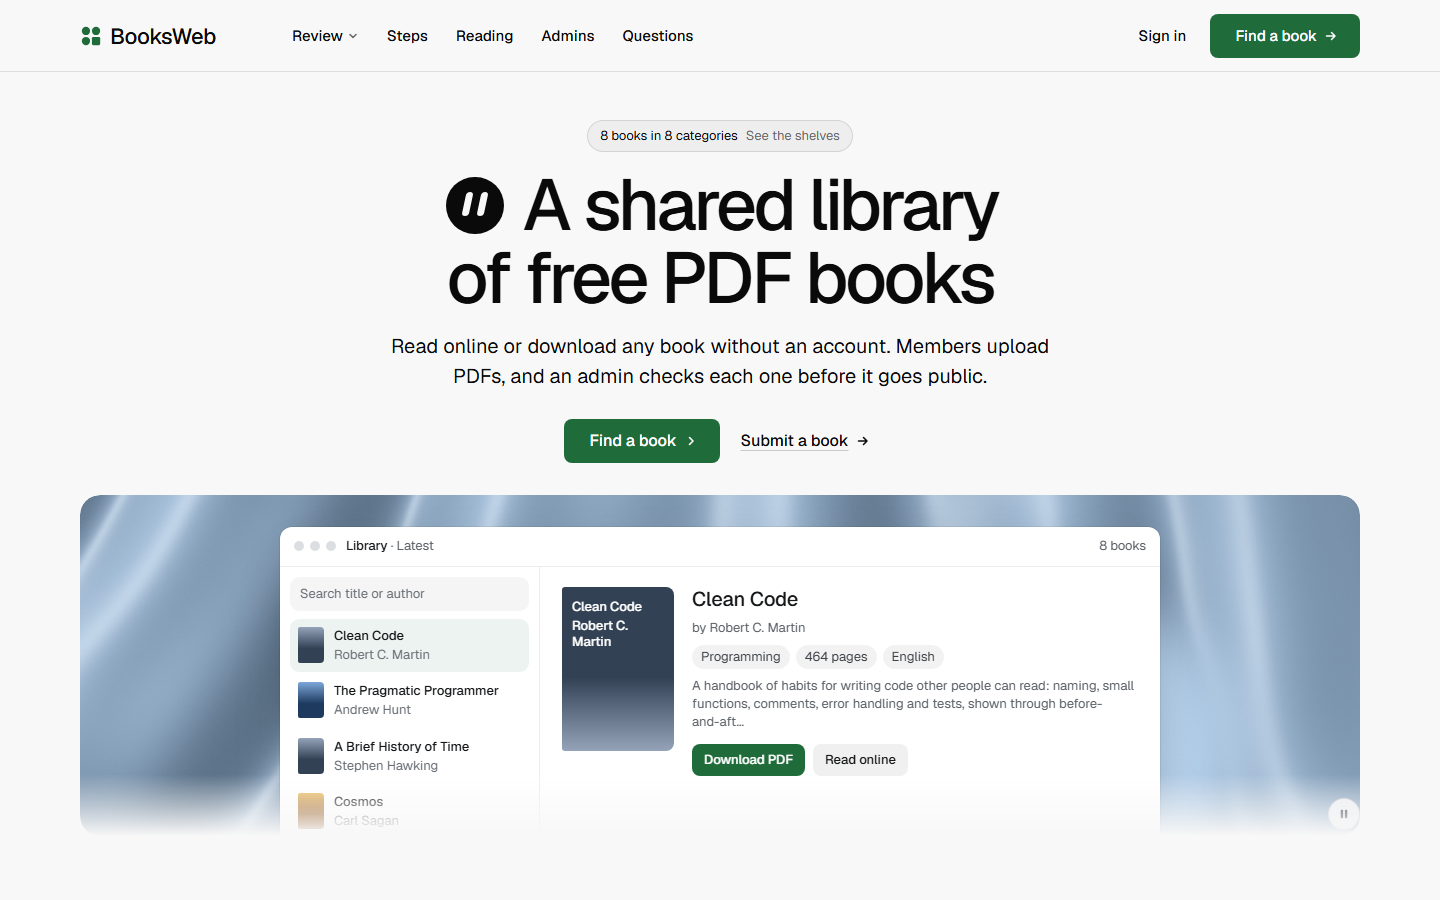 BooksWeb
Review
Steps
Reading
Admins
Questions
Sign in
Find a book
8 books in 8 categories See the shelves
A shared library
of free PDF books
Read online or download any book without an account. Members upload
PDFs, and an admin checks each one before it goes public.
Find a book
Submit a book
Library · Latest
8 books
Search title or author
Clean Code
Robert C. Martin
The Pragmatic Programmer
Andrew Hunt
A Brief History of Time
Stephen Hawking
Cosmos
Carl Sagan
Clean Code
Robert C.
Martin
Clean Code
by Robert C. Martin
Programming
464 pages
English
A handbook of habits for writing code other people can read: naming, small
functions, comments, error handling and tests, shown through before-
and-aft...
Download PDF
Read online